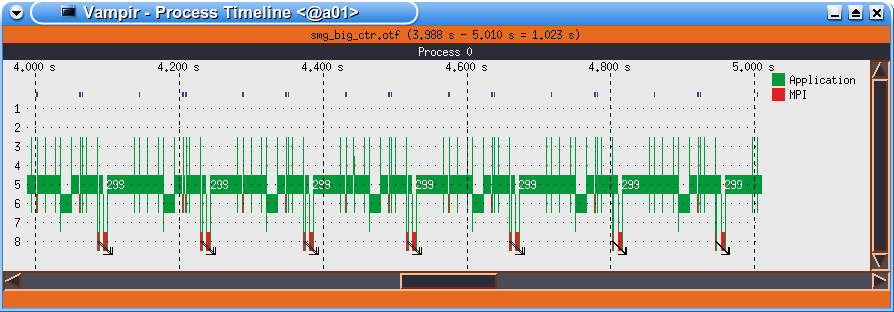 Vampir - Process Timeline <@a01>
smg_big_ctr.otf (3.988 s - 5.010 s = 1.023 s)
Process 0
4.000 s 4.200 s 4.400 s 4.600 s 4.800 s 5.000 s
Application
MPI
1
2
3
4
5 299 299 299 299 299 299 299
6
7
8